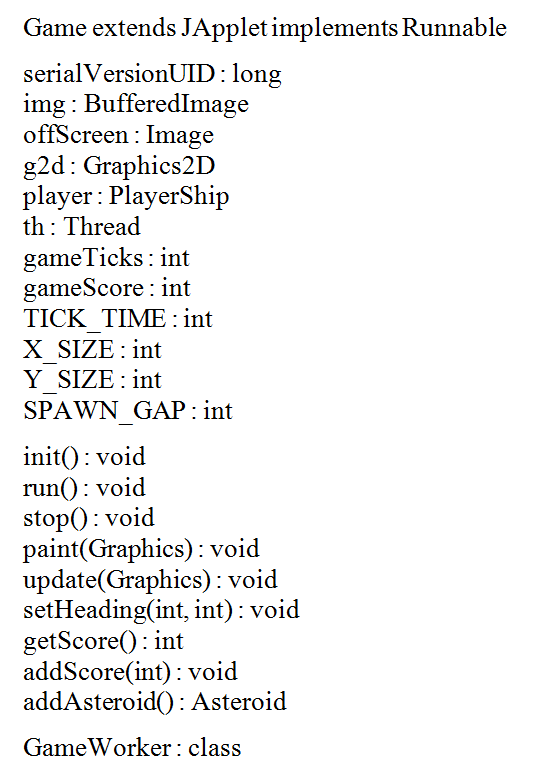 Game extends JApplet implements Runnable
serialVersionUID : long
img : BufferedImage
offScreen : Image
g2d : Graphics2D
player : PlayerShip
th : Thread
gameTicks : int
gameScore : int
TICK_TIME : int
X_SIZE : int
Y_SIZE : int
SPAWN_GAP : int
init() : void
run() : void
stop() : void
paint(Graphics) : void
update(Graphics) : void
setHeading(int, int) : void
getScore() : int
addScore(int) : void
addAsteroid() : Asteroid
GameWorker : class